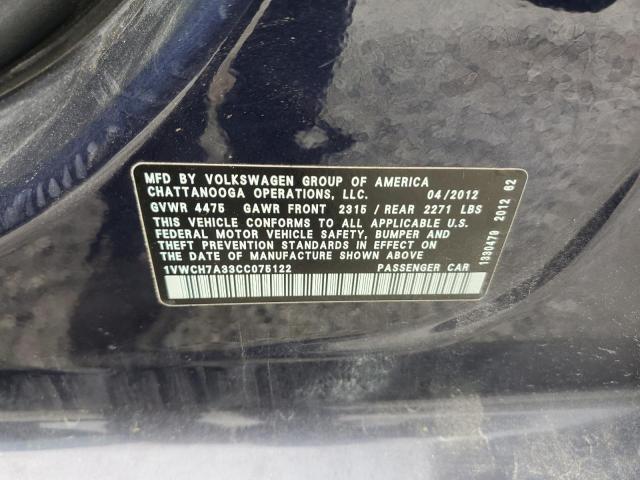 MFD BY VOLKSWAGEN GROUP OF AMERICA
CHATTANOOGA OPERATIONS, LLC. 04/2012
GVWR 4475 GAWR FRONT 2315 / REAR 2271 LBS
THIS VEHICLE CONFORMS TO ALL APPLICABLE U.S.
FEDERAL MOTOR VEHICLE SAFETY, BUMPER AND
THEFT PREVENTION STANDARDS IN EFFECT ON
THE DATE OF MANUFACTURE SHOWN ABOVE
1VWCH7A33CC075122 PASSENGER CAR
1330479 2012 62